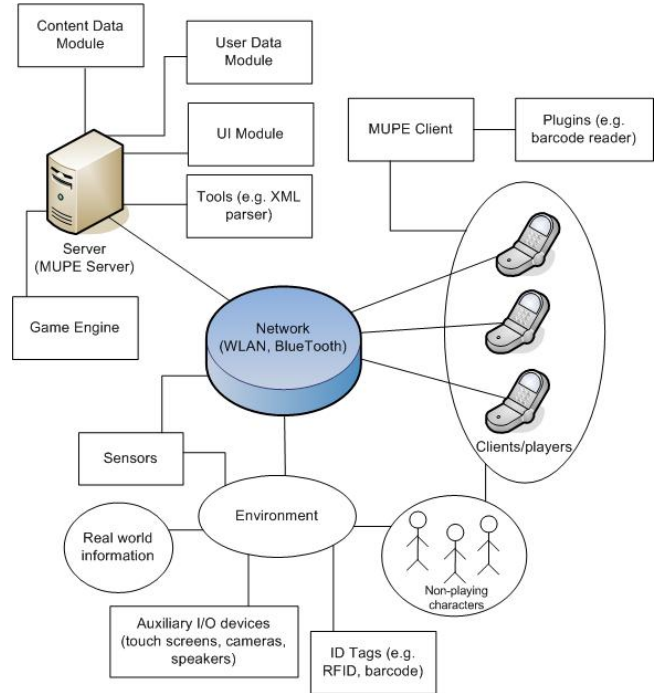 Content Data
Module
User Data
Module
UI Module
Tools (e.g. XML
parser)
Server
(MUPE Server)
Game Engine
MUPE Client
Plugins (e.g.
barcode reader)
Network
(WLAN, BlueTooth)
Clients/players
Sensors
Environment
Real world
information
Non-playing
characters
Auxiliary I/O devices
(touch screens, cameras,
speakers)
ID Tags (e.g.
RFID, barcode)